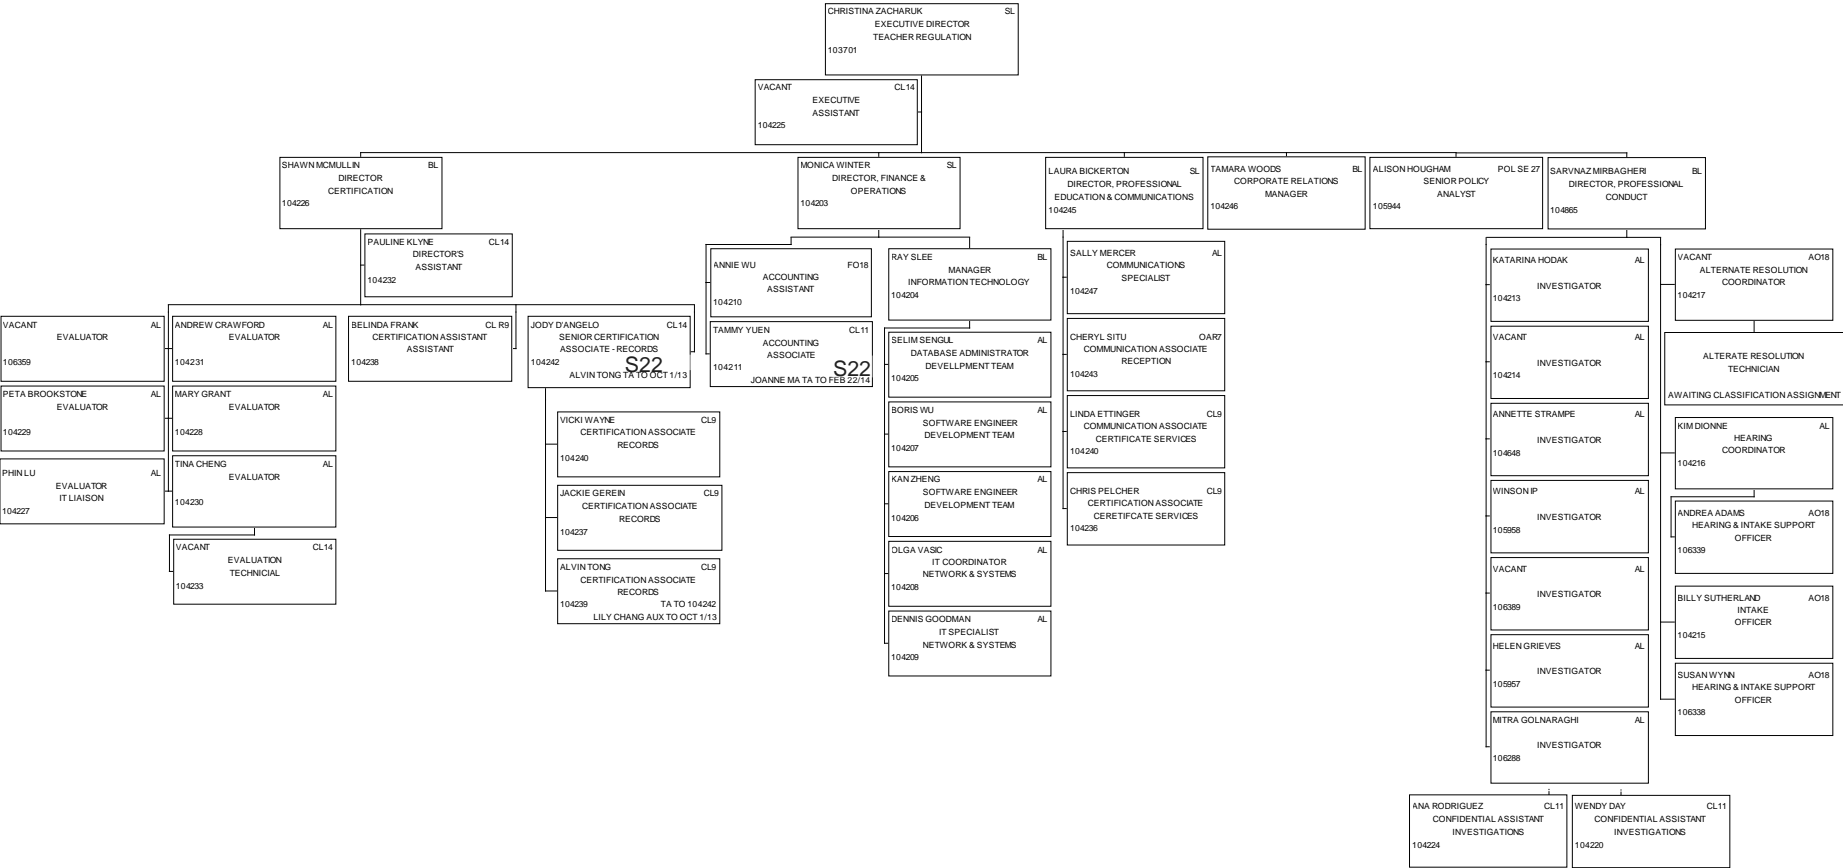 CHRISTINA ZACHARUK SL
EXECUTIVE DIRECTOR
TEACHER REGULATION
103701
VACANT CL14
EXECUTIVE
ASSISTANT
104225
SHAWN MCMULLIN BL
DIRECTOR
CERTIFICATION
104226
MONICA WINTER SL
DIRECTOR, FINANCE &
OPERATIONS
104203
LAURA BICKERTON SL
DIRECTOR, PROFESSIONAL
EDUCATION & COMMUNICATIONS
104245
TAMARA WOODS BL
CORPORATE RELATIONS
MANAGER
104246
ALISON HOUGHAM POL SE 27
SENIOR POLICY
ANALYST
105944
SARVNAZ MIRBAGHERI BL
DIRECTOR, PROFESSIONAL
CONDUCT
104865
PAULINE KLYNE CL14
DIRECTOR'S
ASSISTANT
104232
VACANT AL
EVALUATOR
106359
ANDREW CRAWFORD AL
EVALUATOR
104231
BELINDA FRANK CL R9
CERTIFICATION ASSISTANT
ASSISTANT
104238
JODY D'ANGELO CL14
SENIOR CERTIFICATION
ASSOCIATE - RECORDS
104242
S22
ALVIN TONG TA TO OCT 1/13
PETA BROOKSTONE AL
EVALUATOR
104229
MARY GRANT AL
EVALUATOR
104228
PHIN LU AL
EVALUATOR
IT LIAISON
104227
TINA CHENG AL
EVALUATOR
104230
VACANT CL14
EVALUATION
TECHNICIAL
104233
VICKI WAYNE CL9
CERTIFICATION ASSOCIATE
RECORDS
104240
JACKIE GEREIN CL9
CERTIFICATION ASSOCIATE
RECORDS
104237
ALVIN TONG CL9
CERTIFICATION ASSOCIATE
RECORDS
104239 TA TO 104242
LILY CHANG AUX TO OCT 1/13
ANNIE WU FO18
ACCOUNTING
ASSISTANT
104210
TAMMY YUEN CL11
ACCOUNTING
ASSOCIATE
104211
S22
JOANNE MA TA TO FEB 22/14
RAY SLEE BL
MANAGER
INFORMATION TECHNOLOGY
104204
SELIM SENGUL AL
DATABASE ADMINISTRATOR
DEVELLPMENT TEAM
104205
BORIS WU AL
SOFTWARE ENGINEER
DEVELOPMENT TEAM
104207
KAN ZHENG AL
SOFTWARE ENGINEER
DEVELOPMENT TEAM
104206
OLGA VASIC AL
IT COORDINATOR
NETWORK & SYSTEMS
104208
DENNIS GOODMAN AL
IT SPECIALIST
NETWORK & SYSTEMS
104209
SALLY MERCER AL
COMMUNICATIONS
SPECIALIST
104247
CHERYL SITU OAR7
COMMUNICATION ASSOCIATE
RECEPTION
104243
LINDA ETTINGER CL9
COMMUNICATION ASSOCIATE
CERTIFICATE SERVICES
104240
CHRIS PELCHER CL9
CERTIFICATION ASSOCIATE
CERETIFCATE SERVICES
104236
KATARINA HODAK AL
INVESTIGATOR
104213
VACANT AL
INVESTIGATOR
104214
ANNETTE STRAMPE AL
INVESTIGATOR
104648
WINSON IP AL
INVESTIGATOR
105958
VACANT AL
INVESTIGATOR
106389
HELEN GRIEVES AL
INVESTIGATOR
105957
MITRA GOLNARAGHI AL
INVESTIGATOR
106288
ANA RODRIGUEZ CL11
CONFIDENTIAL ASSISTANT
INVESTIGATIONS
104224
WENDY DAY CL11
CONFIDENTIAL ASSISTANT
INVESTIGATIONS
104220
VACANT AO18
ALTERNATE RESOLUTION
COORDINATOR
104217
ALTERATE RESOLUTION
TECHNICIAN
AWAITING CLASSIFICATION ASSIGNMENT
KIM DIONNE AL
HEARING
COORDINATOR
104216
ANDREA ADAMS AO18
HEARING & INTAKE SUPPORT
OFFICER
106339
BILLY SUTHERLAND AO18
INTAKE
OFFICER
104215
SUSAN WYNN AO18
HEARING & INTAKE SUPPORT
OFFICER
106338